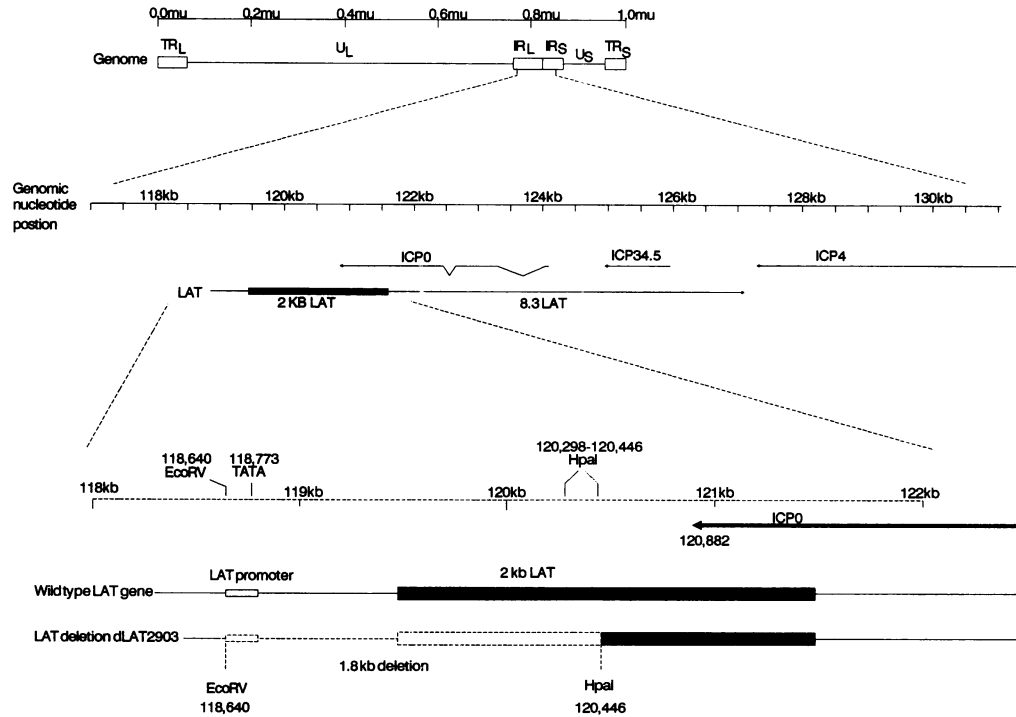 0,0mu 0,2mu 0,4mu 0,6mu 0,8mu 1,0mu
Genome TRL UL IRL IRS US TRS
Genomic
nucleotide
postion
118kb 120kb 122kb 124kb 126kb 128kb 130kb
ICP0 ICP34.5 ICP4
LAT 2 KB LAT 8.3 LAT
118,640 118,773 120,298-120,446
EcoRV TATA HpaI
118kb 119kb 120kb 121kb 122kb
ICP0
120,882
LAT promoter 2 kb LAT
Wild type LAT gene
LAT deletion dLAT2903
1.8 kb deletion
EcoRV HpaI
118,640 120,446